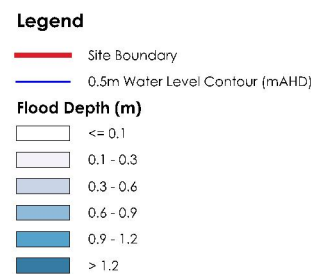 Legend
Site Boundary
0.5m Water Level Contour (mAHD)
Flood Depth (m)
<= 0.1
0.1 - 0.3
0.3 - 0.6
0.6 - 0.9
0.9 - 1.2
> 1.2